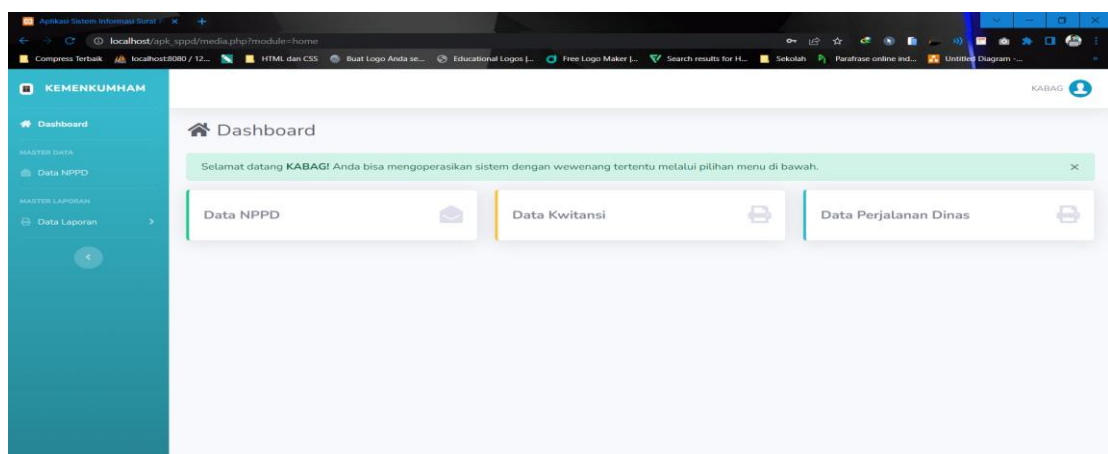 Aplikasi Sistem Informasi Surat
localhost/apk_sppd/media.php?module=home
Compress Terbaik localhost:8080 / 12... HTML dan CSS Buat Logo Anda se... Educational Logos |... Free Logo Maker |... Search results for H... Sekolah Parafrase online ind... Untitled Diagram -...
KEMENKUMHAM
KABAG
Dashboard
Dashboard
MASTER DATA
Data NPPD
Selamat datang KABAG! Anda bisa mengoperasikan sistem dengan wewenang tertentu melalui pilihan menu di bawah.
MASTER LAPORAN
Data Laporan
Data NPPD
Data Kwitansi
Data Perjalanan Dinas